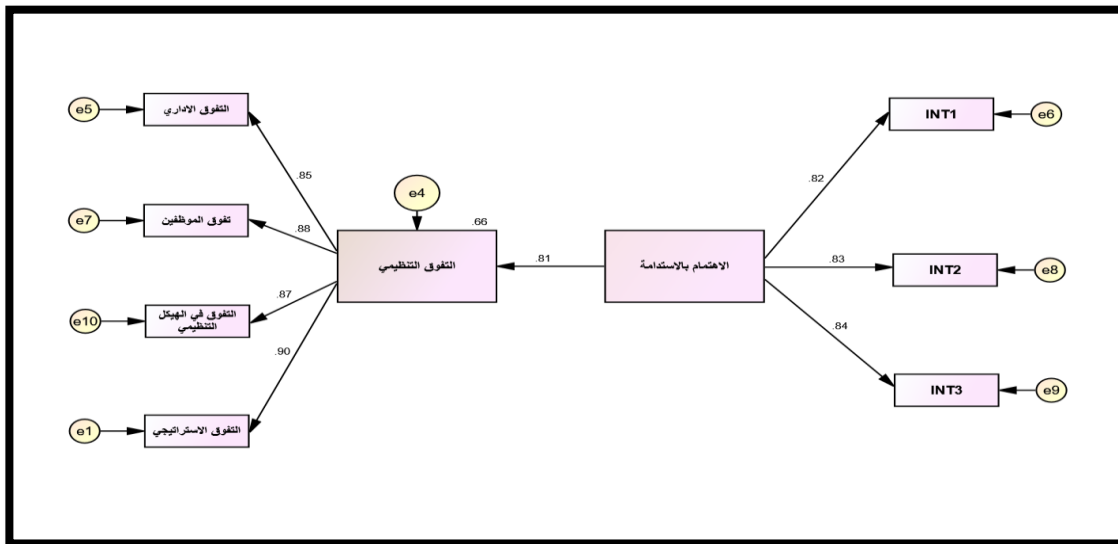 e5
التفوق الاداري
INT1
e6
.85
.82
e4
e7
تفوق الموظفين
.88
.66
التفوق التنظيمي
.81
الاهتمام بالاستدامة
.83
INT2
e8
.87
e10
التفوق في الهيكل
التنظيمي
.84
.90
INT3
e9
e1
التفوق الاستراتيجي